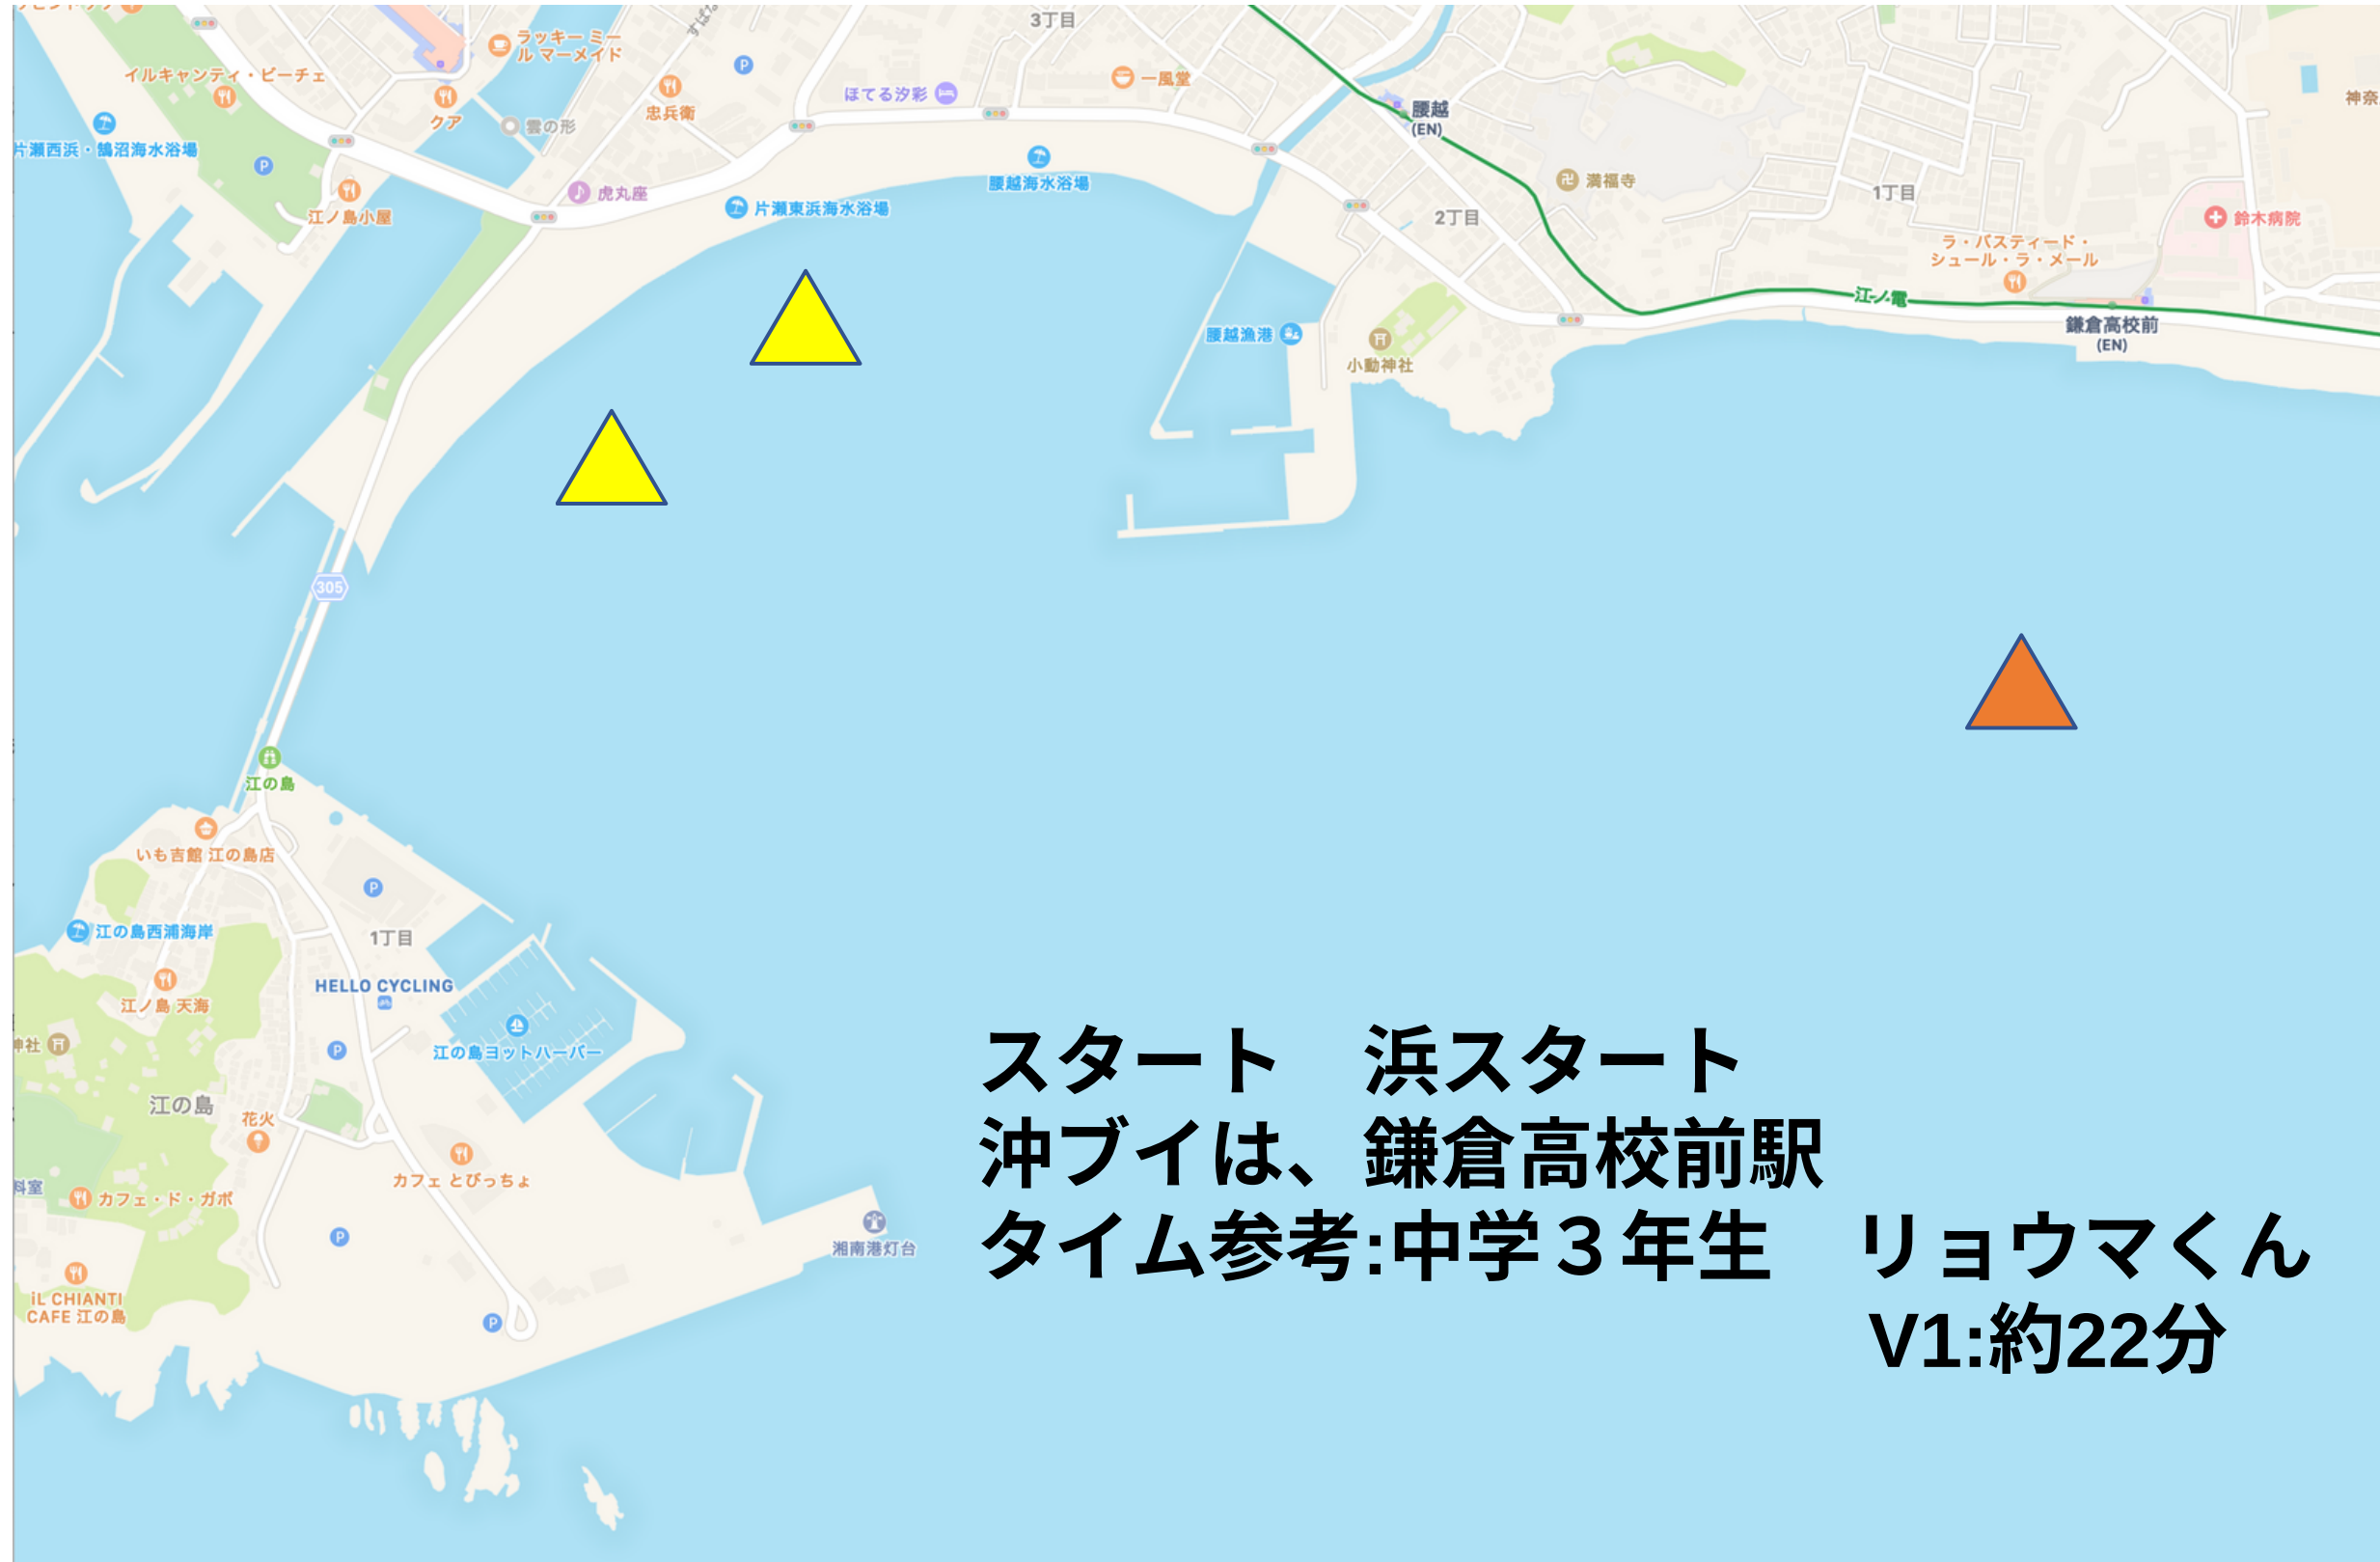 3丁目
ラッキー ミー
ル マーメイド
イルキャンティ・ビーチェ
クア
雲の形
忠兵衛
P
ほてる汐彩
一風堂
腰越
(EN)
神奈
片瀬西浜・鵠沼海水浴場
P
江ノ島小屋
虎丸座
片瀬東浜海水浴場
腰越海水浴場
満福寺
2丁目
1丁目
鈴木病院
ラ・バスティード・
シュール・ラ・メール
江ノ電
鎌倉高校前
(EN)
腰越漁港
小動神社
305
江の島
いも吉館 江の島店
P
江の島西浦海岸
1丁目
江ノ島 天海
HELLO CYCLING
神社
P
江の島ヨットハーバー
江の島
花火
カフェ とびっちょ
料室
カフェ・ド・ガボ
P
湘南港灯台
iL CHIANTI
CAFE 江の島
P
スタート　浜スタート
沖ブイは、鎌倉高校前駅
タイム参考:中学３年生　リョウマくん
V1:約22分